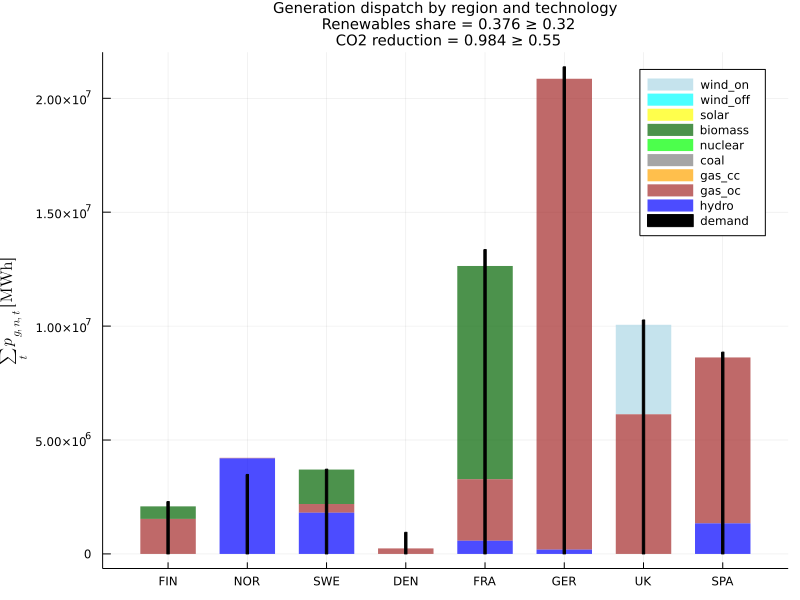 Generation dispatch by region and technology
Renewables share = 0.376 ≥ 0.32
CO2 reduction = 0.984 ≥ 0.55
2.00×10⁷
1.50×10⁷
1.00×10⁷
5.00×10⁶
0
∑ₜ p g, n, t [MWh]
wind_on
wind_off
solar
biomass
nuclear
coal
gas_cc
gas_oc
hydro
demand
FIN NOR SWE DEN FRA GER UK SPA